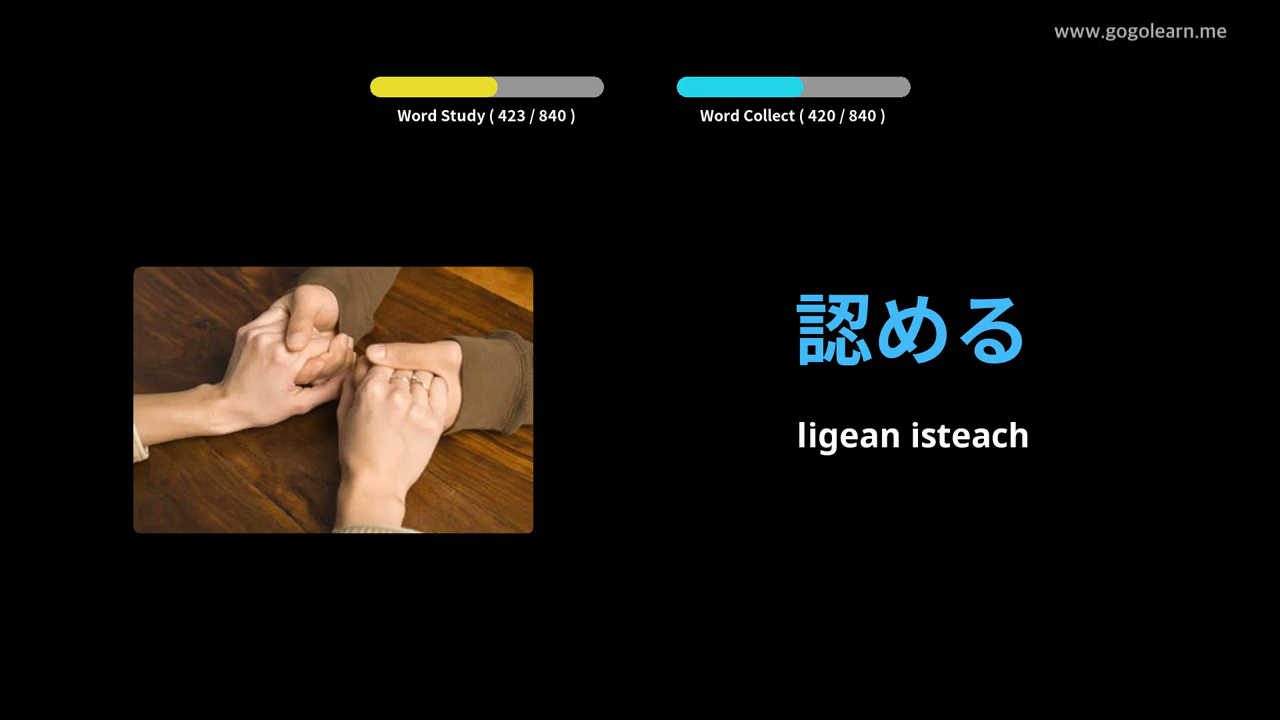 www.gogolearn.me
Word Study ( 423 / 840 )
Word Collect ( 420 / 840 )
認める
ligean isteach